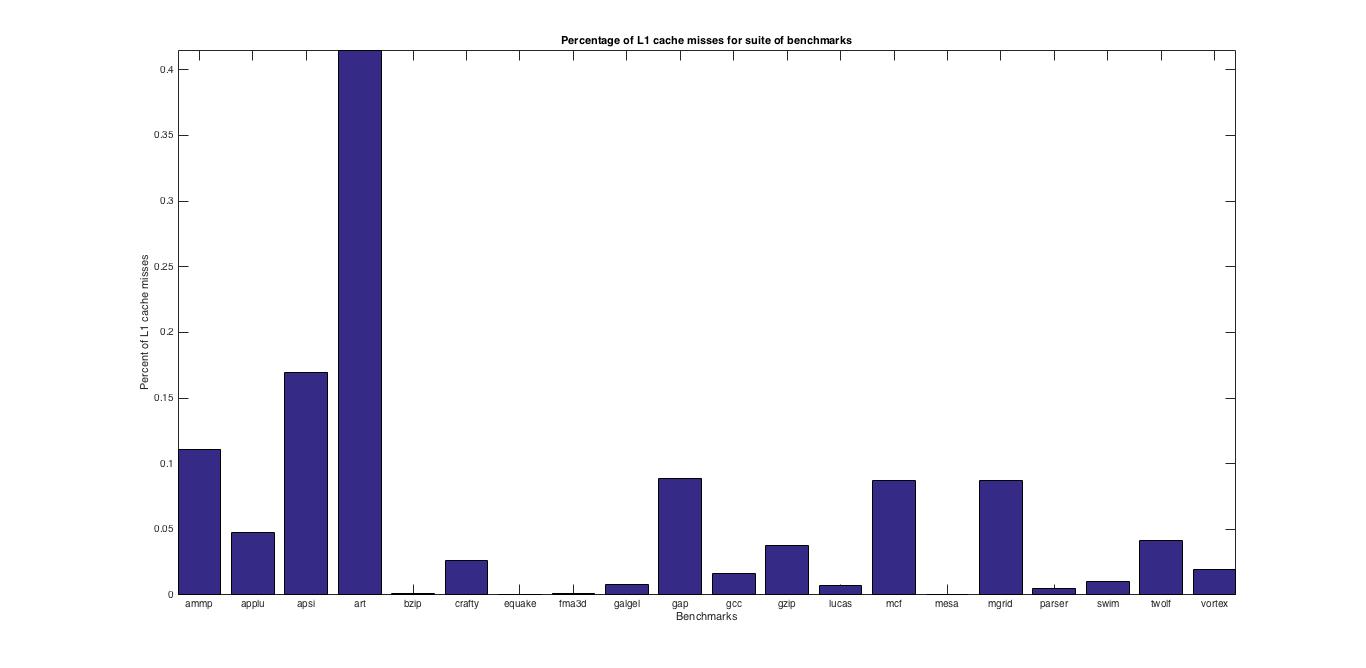 Percentage of L1 cache misses for suite of benchmarks
Percent of L1 cache misses
0.4
0.35
0.3
0.25
0.2
0.15
0.1
0.05
0
ammp applu apsi art bzip crafty equake fma3d galgel gap gcc gzip lucas mcf mesa mgrid parser swim twolf vortex
Benchmarks